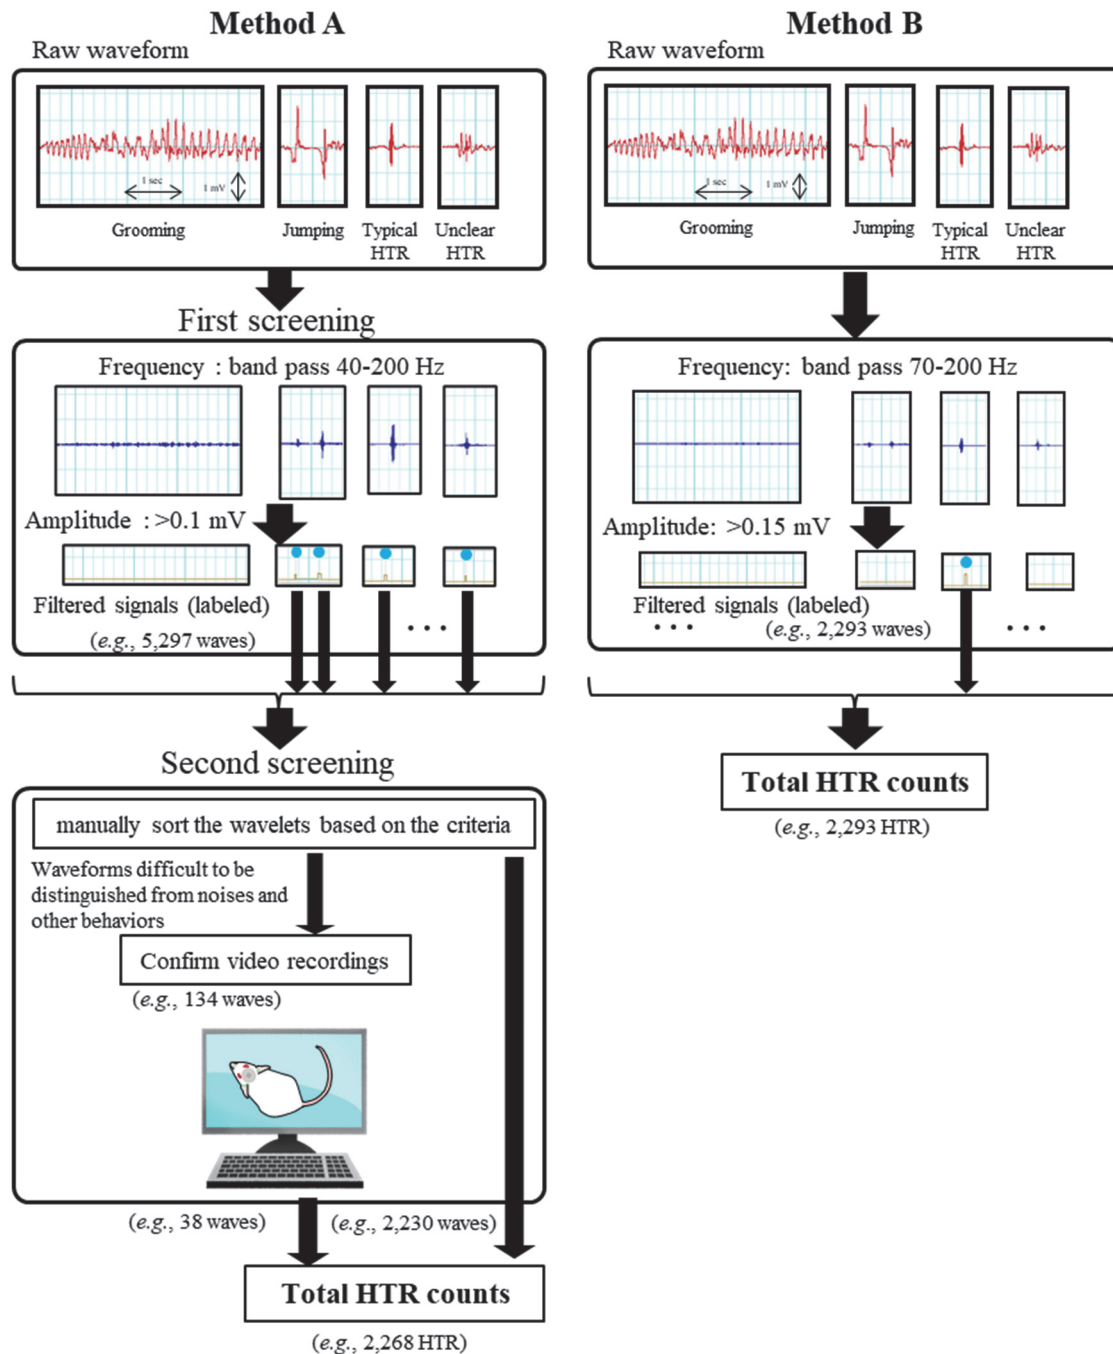 Method A
Raw waveform
1 sec
1 mV
Grooming
Jumping
Typical
HTR
Unclear
HTR
First screening
Frequency : band pass 40-200 Hz
Amplitude : >0.1 mV
Filtered signals (labeled)
(e.g., 5,297 waves)
• • •
Second screening
manually sort the wavelets based on the criteria
Waveforms difficult to be
distinguished from noises and
other behaviors
Confirm video recordings
(e.g., 134 waves)
(e.g., 38 waves)
(e.g., 2,230 waves)
Total HTR counts
(e.g., 2,268 HTR)
Method B
Raw waveform
1 sec
1 mV
Grooming
Jumping
Typical
HTR
Unclear
HTR
Frequency: band pass 70-200 Hz
Amplitude: >0.15 mV
Filtered signals (labeled)
• • •
(e.g., 2,293 waves)
• • •
Total HTR counts
(e.g., 2,293 HTR)